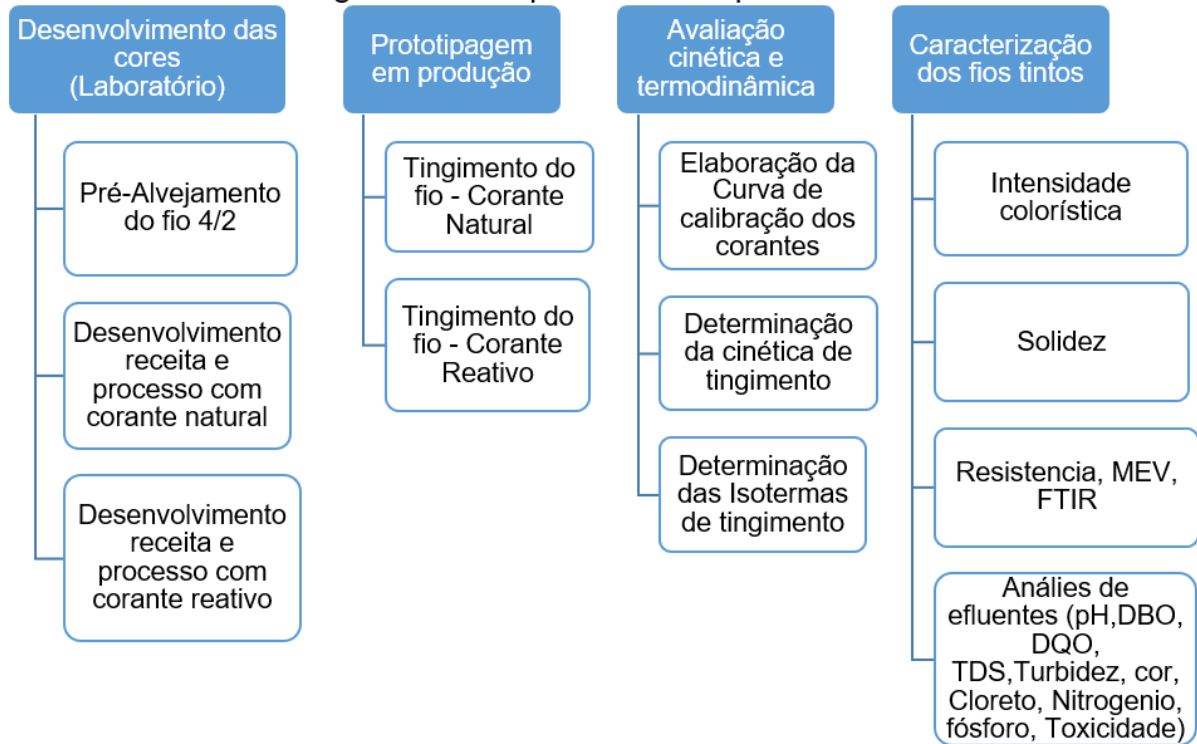 Desenvolvimento das
cores
(Laboratório)
Pré-Alvejamento
do fio 4/2
Desenvolvimento
receita e
processo com
corante natural
Desenvolvimento
receita e
processo com
corante reativo
Prototipagem
em produção
Tingimento do
fio - Corante
Natural
Tingimento do
fio - Corante
Reativo
Avaliação
cinética e
termodinâmica
Elaboração da
Curva de
calibração dos
corantes
Determinação
da cinética de
tingimento
Determinação
das Isotermas
de tingimento
Caracterização
dos fios tintos
Intensidade
colorística
Solidez
Resistencia, MEV,
FTIR
Análies de
efluentes (pH,DBO,
DQO,
TDS,Turbidez, cor,
Cloreto, Nitrogenio,
fósforo, Toxicidade)